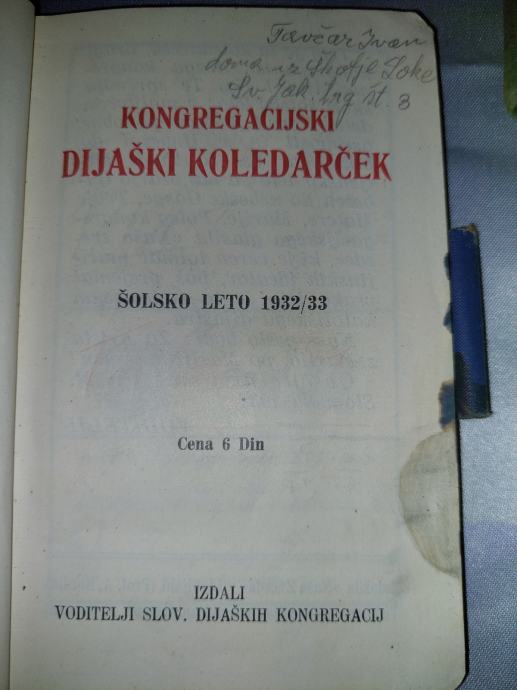 Tavčar Ivan
doma iz Škofje Loke
Sv. Jak. trg št. 3
KONGREGACIJSKI
DIJAŠKI KOLEDARČEK
ŠOLSKO LETO 1932/33
Cena 6 Din
IZDALI
VODITELJI SLOV. DIJAŠKIH KONGREGACIJ